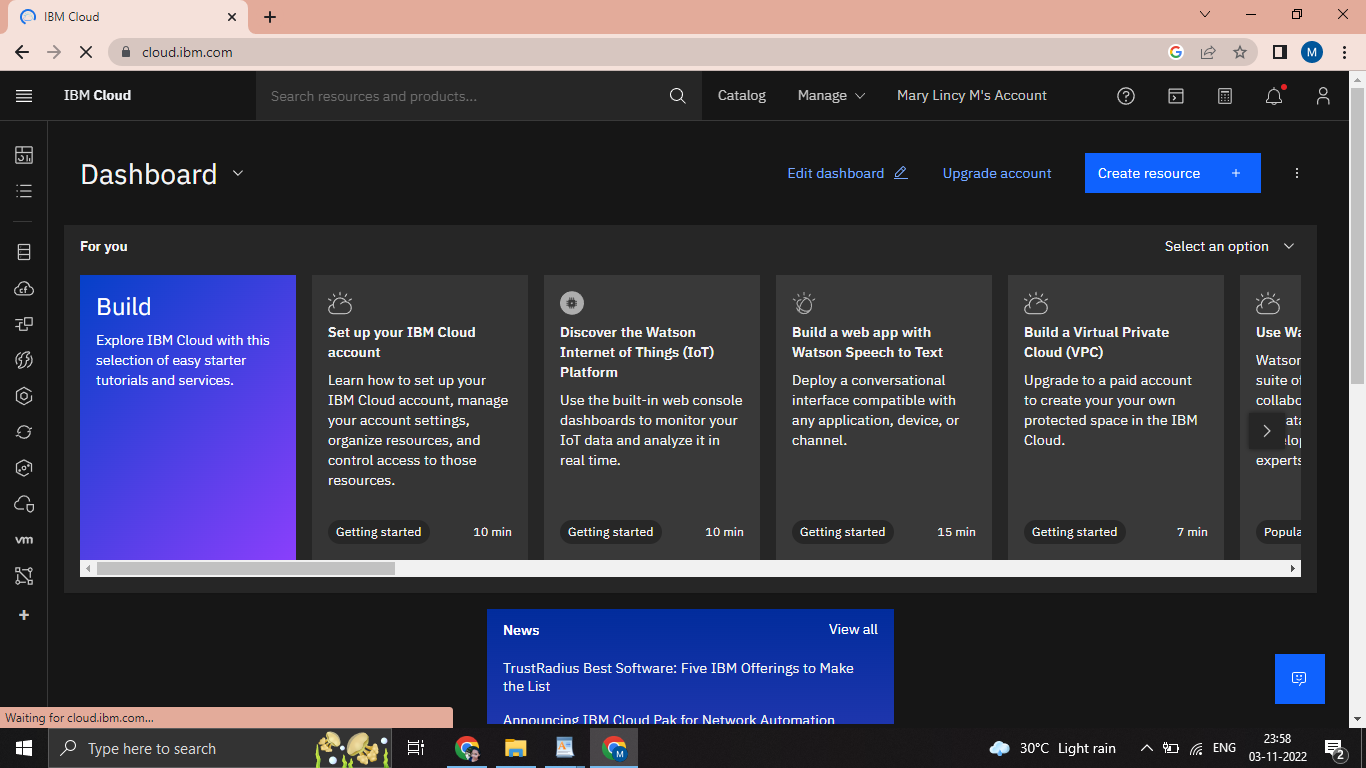 IBM Cloud
cloud.ibm.com
M
IBM Cloud
Search resources and products...
Catalog
Manage
Mary Lincy M's Account
Dashboard
Edit dashboard
Upgrade account
Create resource +
For you
Select an option
Build
Explore IBM Cloud with this
selection of easy starter
tutorials and services.
Set up your IBM Cloud
account
Learn how to set up your
IBM Cloud account, manage
your account settings,
organize resources, and
control access to those
resources.
Getting started
10 min
Discover the Watson
Internet of Things (IoT)
Platform
Use the built-in web console
dashboards to monitor your
IoT data and analyze it in
real time.
Getting started
10 min
Build a web app with
Watson Speech to Text
Deploy a conversational
interface compatible with
any application, device, or
channel.
Getting started
15 min
Build a Virtual Private
Cloud (VPC)
Upgrade to a paid account
to create your your own
protected space in the IBM
Cloud.
Getting started
7 min
Use Wa
Watson
suite of
collabo
experts
Popula
cf
vm
News
View all
TrustRadius Best Software: Five IBM Offerings to Make
the List
Announcing IBM Cloud Pak for Network Automation
Waiting for cloud.ibm.com...
Type here to search
M
30°C Light rain
ENG
23:58
03-11-2022
2